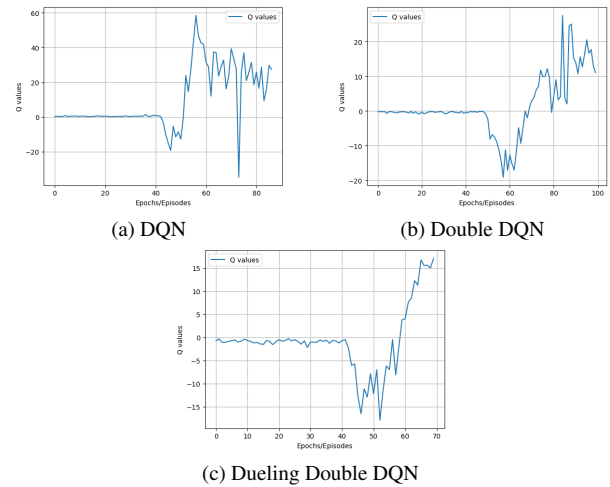 Q values
60
40
20
0
−20
Q values
0 20 40 60 80
Epochs/Episodes
(a) DQN
Q values
20
10
0
−10
−20
Q values
0 20 40 60 80 100
Epochs/Episodes
(b) Double DQN
Q values
15
10
5
0
−5
−10
−15
Q values
0 10 20 30 40 50 60 70
Epochs/Episodes
(c) Dueling Double DQN